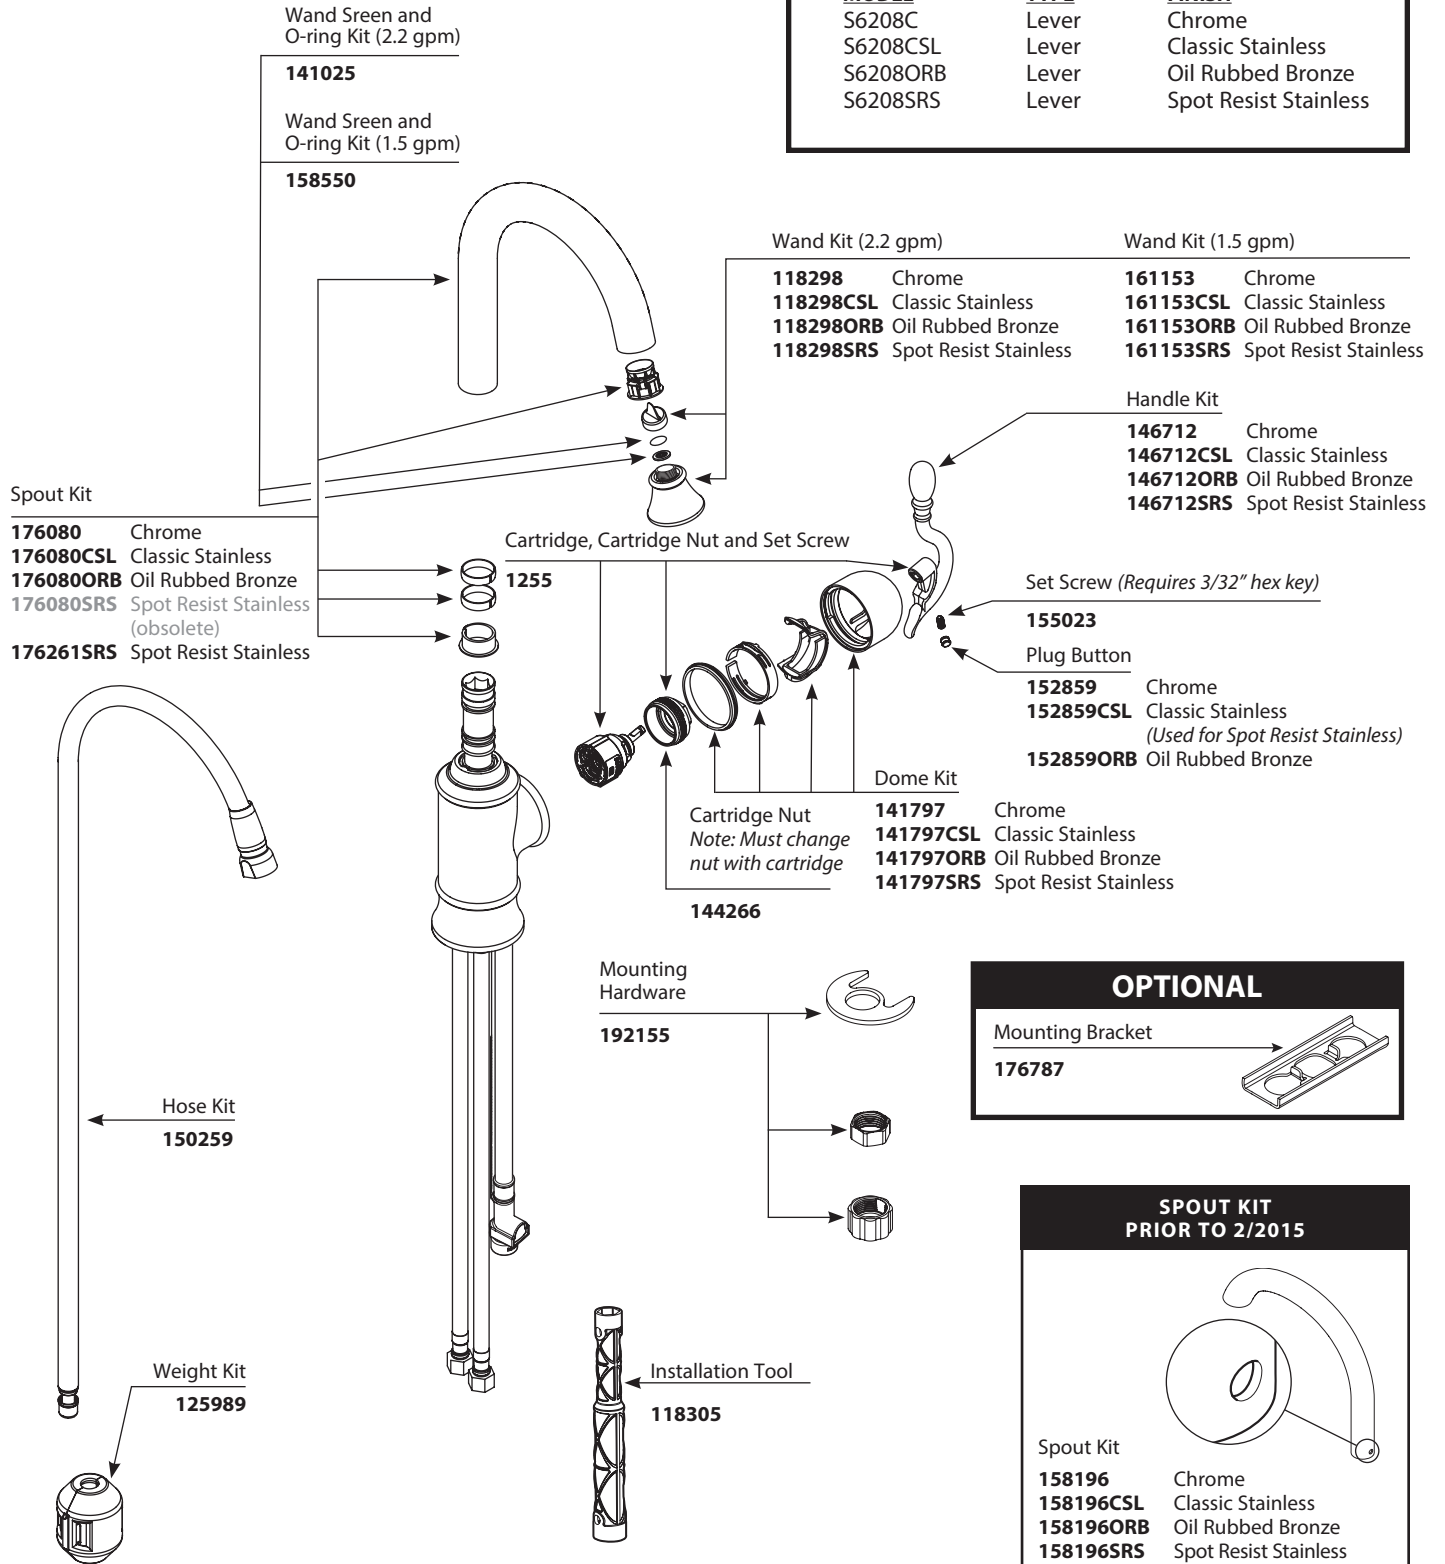 MODEL TYPE FINISH
S6208C Lever Chrome
S6208CSL Lever Classic Stainless
S6208ORB Lever Oil Rubbed Bronze
S6208SRS Lever Spot Resist Stainless
Wand Sreen and
O-ring Kit (2.2 gpm)
141025
Wand Sreen and
O-ring Kit (1.5 gpm)
158550
Wand Kit (2.2 gpm)
118298 Chrome
118298CSL Classic Stainless
118298ORB Oil Rubbed Bronze
118298SRS Spot Resist Stainless
Wand Kit (1.5 gpm)
161153 Chrome
161153CSL Classic Stainless
161153ORB Oil Rubbed Bronze
161153SRS Spot Resist Stainless
Handle Kit
146712 Chrome
146712CSL Classic Stainless
146712ORB Oil Rubbed Bronze
146712SRS Spot Resist Stainless
Spout Kit
176080 Chrome
176080CSL Classic Stainless
176080ORB Oil Rubbed Bronze
176080SRS Spot Resist Stainless
(obsolete)
176261SRS Spot Resist Stainless
Cartridge, Cartridge Nut and Set Screw
1255
Set Screw (Requires 3/32” hex key)
155023
Plug Button
152859 Chrome
152859CSL Classic Stainless
(Used for Spot Resist Stainless)
152859ORB Oil Rubbed Bronze
Dome Kit
141797 Chrome
141797CSL Classic Stainless
141797ORB Oil Rubbed Bronze
141797SRS Spot Resist Stainless
Cartridge Nut
Note: Must change
nut with cartridge
144266
Mounting
Hardware
192155
OPTIONAL
Mounting Bracket
176787
Hose Kit
150259
Weight Kit
125989
Installation Tool
118305
SPOUT KIT
PRIOR TO 2/2015
Spout Kit
158196 Chrome
158196CSL Classic Stainless
158196ORB Oil Rubbed Bronze
158196SRS Spot Resist Stainless